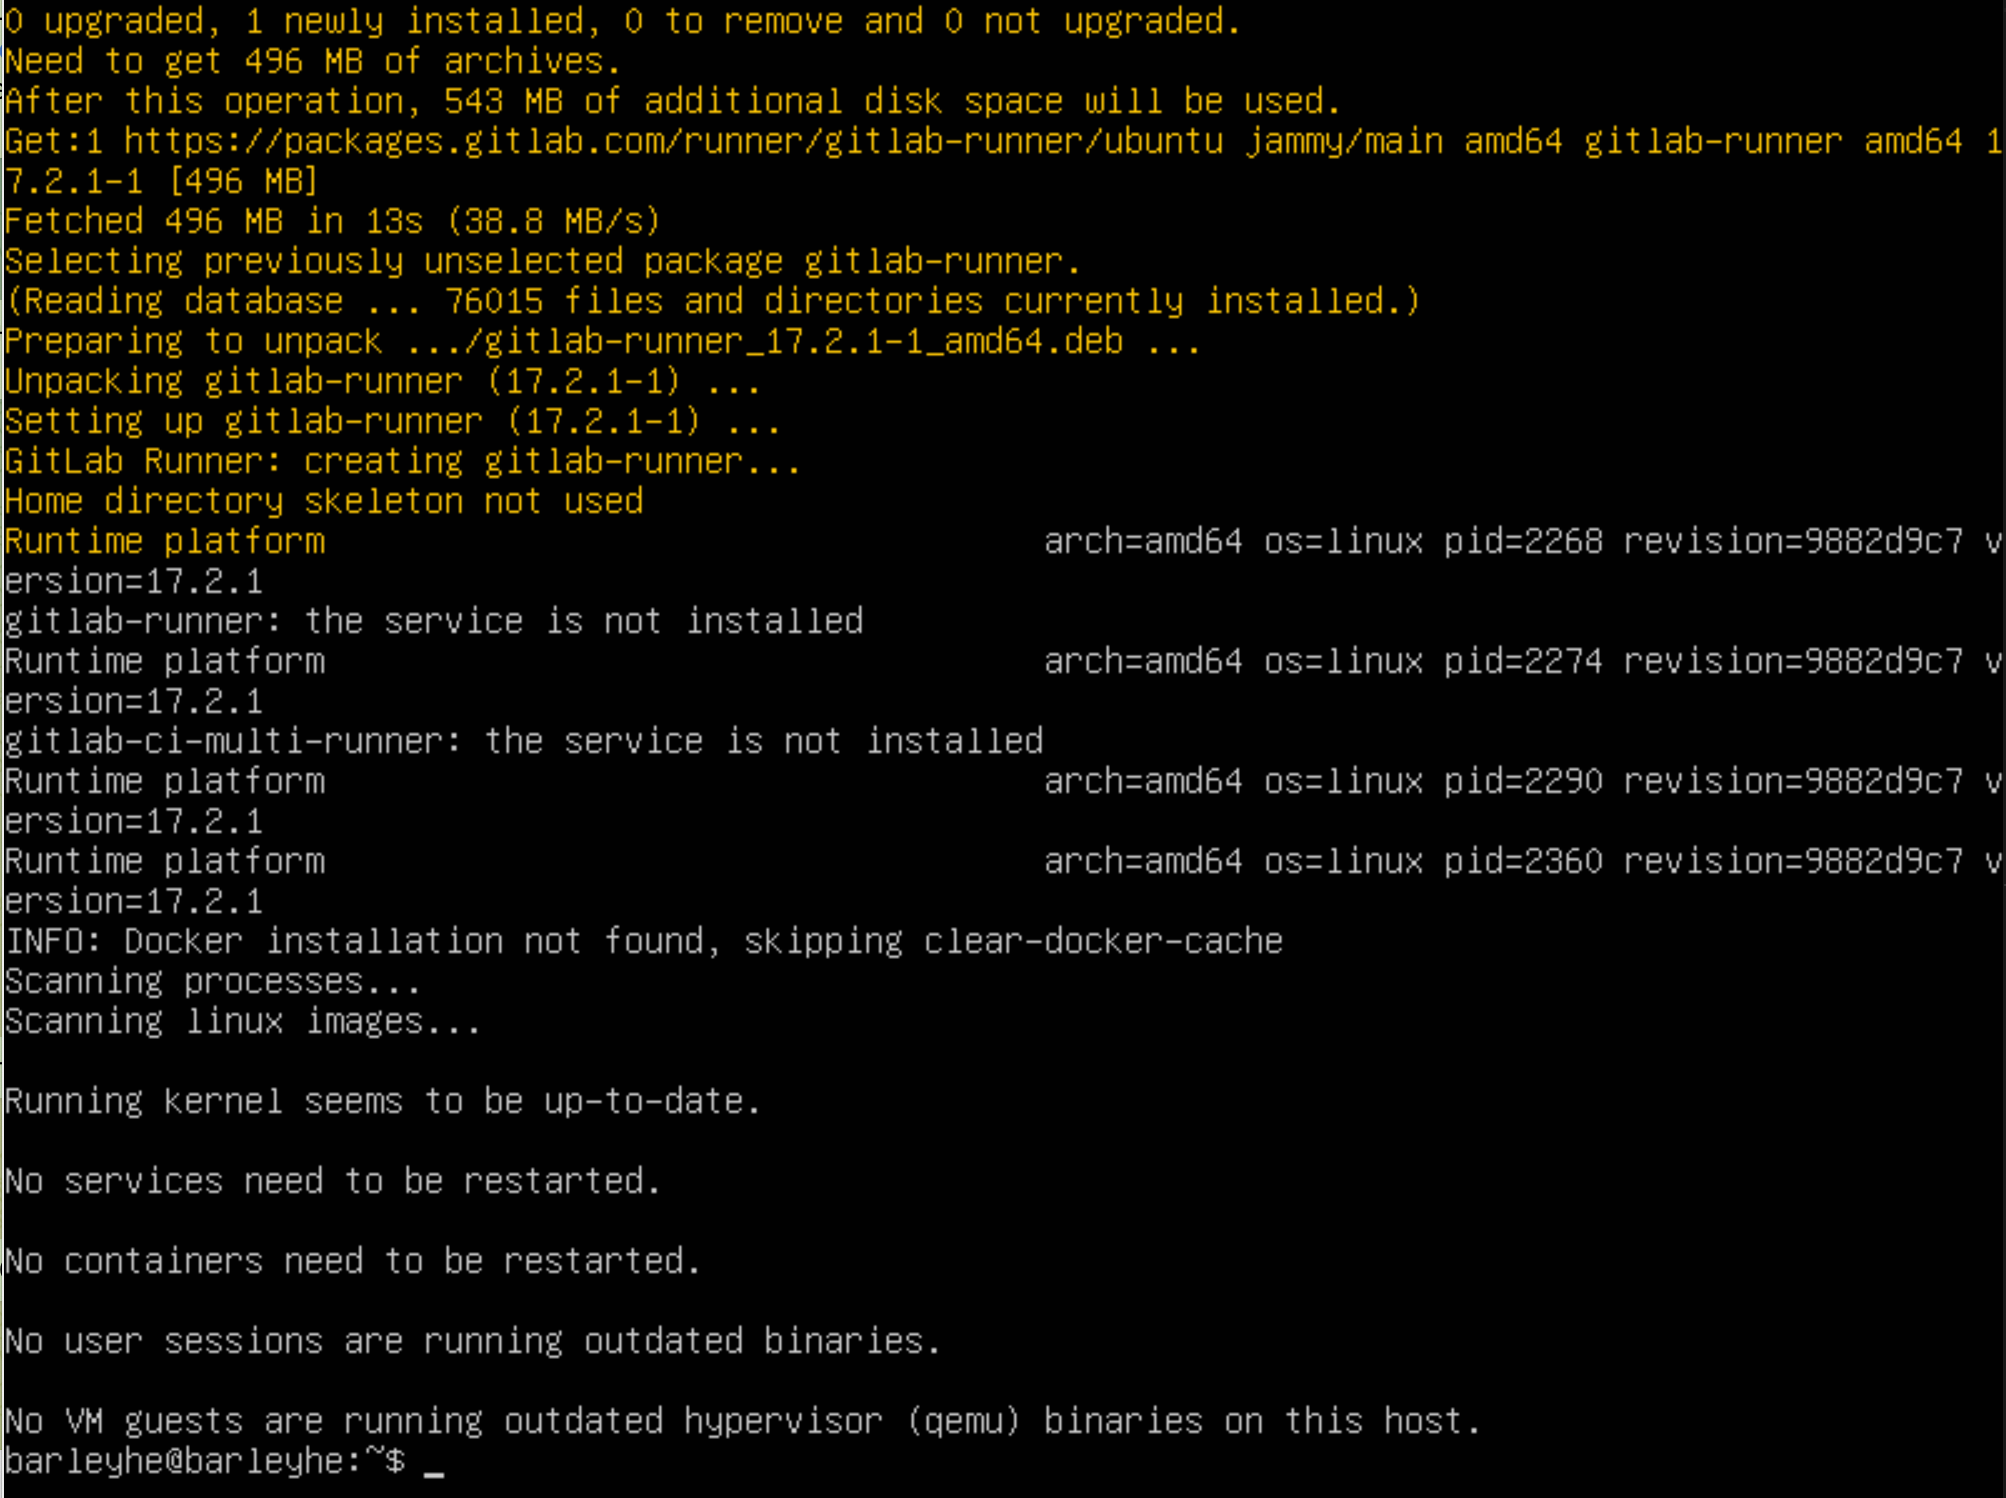 0 upgraded, 1 newly installed, 0 to remove and 0 not upgraded.
Need to get 496 MB of archives.
After this operation, 543 MB of additional disk space will be used.
Get:1 https://packages.gitlab.com/runner/gitlab-runner/ubuntu jammy/main amd64 gitlab-runner amd64 1
7.2.1-1 [496 MB]
Fetched 496 MB in 13s (38.8 MB/s)
Selecting previously unselected package gitlab-runner.
(Reading database ... 76015 files and directories currently installed.)
Preparing to unpack .../gitlab-runner_17.2.1-1_amd64.deb ...
Unpacking gitlab-runner (17.2.1-1) ...
Setting up gitlab-runner (17.2.1-1) ...
GitLab Runner: creating gitlab-runner...
Home directory skeleton not used
Runtime platform                                    arch=amd64 os=linux pid=2268 revision=9882d9c7 v
ersion=17.2.1
gitlab-runner: the service is not installed
Runtime platform                                    arch=amd64 os=linux pid=2274 revision=9882d9c7 v
ersion=17.2.1
gitlab-ci-multi-runner: the service is not installed
Runtime platform                                    arch=amd64 os=linux pid=2290 revision=9882d9c7 v
ersion=17.2.1
Runtime platform                                    arch=amd64 os=linux pid=2360 revision=9882d9c7 v
ersion=17.2.1
INFO: Docker installation not found, skipping clear-docker-cache
Scanning processes...
Scanning linux images...
Running kernel seems to be up-to-date.
No services need to be restarted.
No containers need to be restarted.
No user sessions are running outdated binaries.
No VM guests are running outdated hypervisor (qemu) binaries on this host.
barleyhe@barleyhe:~$ _